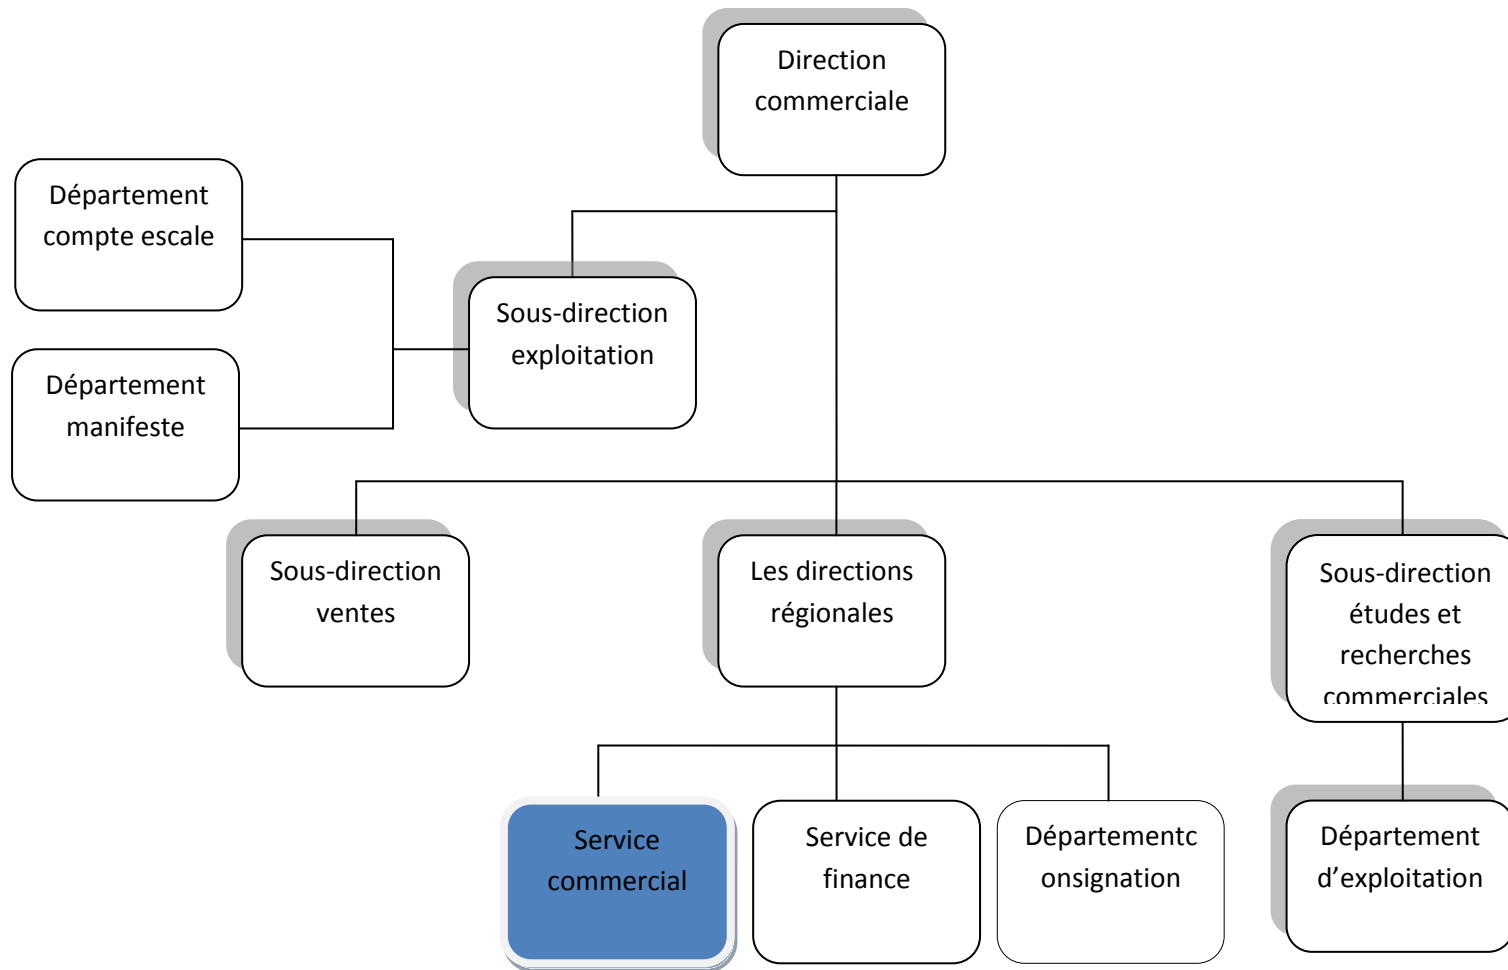 Direction
commerciale
Département
compte escale
Sous-direction
exploitation
Département
manifeste
Sous-direction
ventes
Les directions
régionales
Sous-direction
études et
recherches
commerciales
Service
commercial
Service de
finance
Départementc
onsignation
Département
d’exploitation